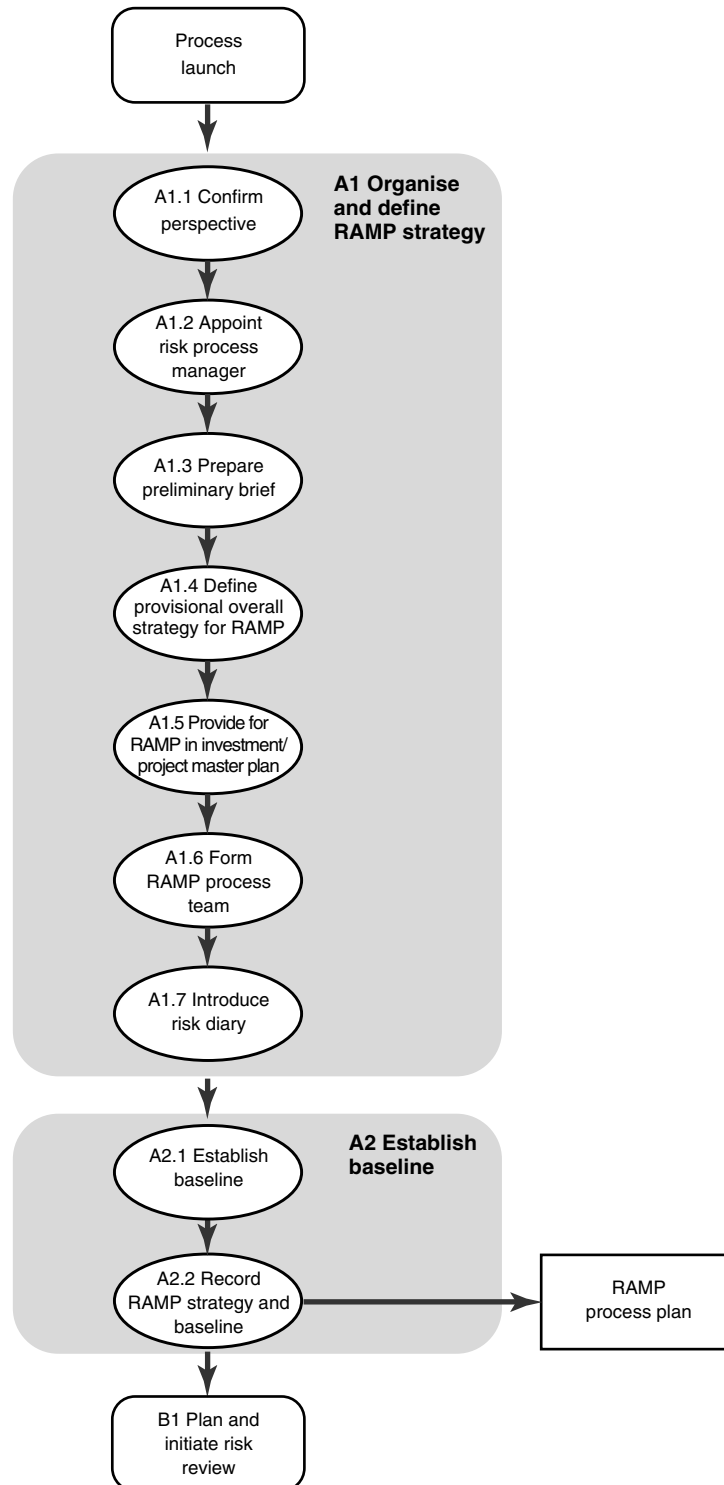 Process
launch
A1 Organise
and define
RAMP strategy
A1.1 Confirm
perspective
A1.2 Appoint
risk process
manager
A1.3 Prepare
preliminary brief
A1.4 Define
provisional overall
strategy for RAMP
A1.5 Provide for
RAMP in investment/
project master plan
A1.6 Form
RAMP process
team
A1.7 Introduce
risk diary
A2 Establish
baseline
A2.1 Establish
baseline
A2.2 Record
RAMP strategy and
baseline
RAMP
process plan
B1 Plan and
initiate risk
review